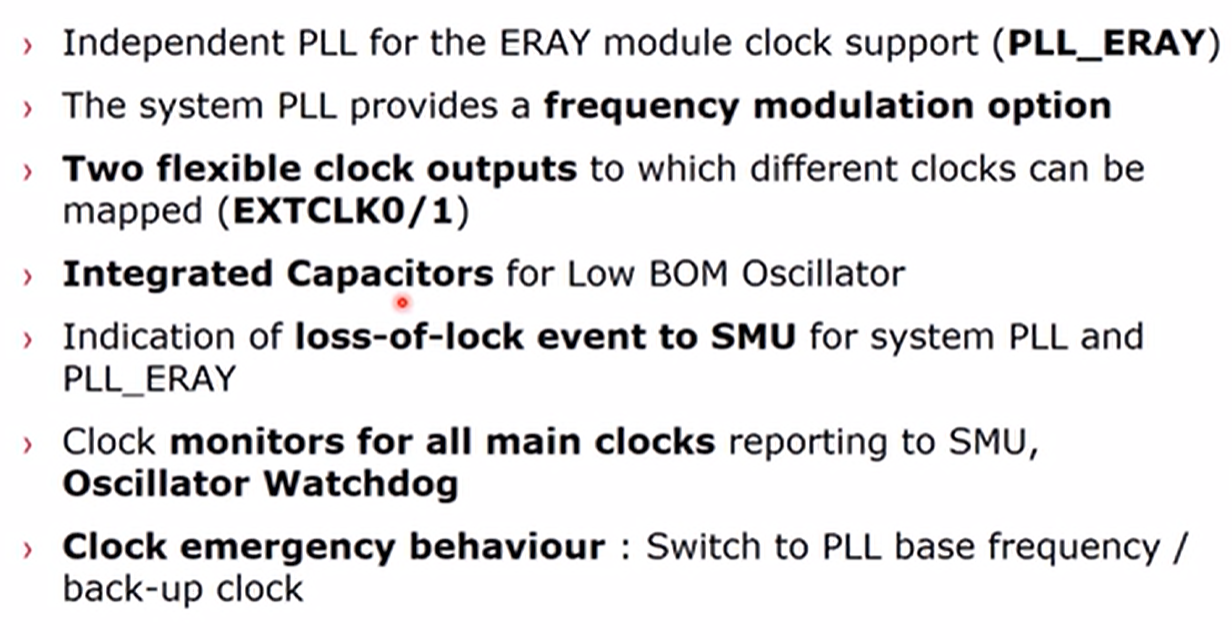 › Independent PLL for the ERAY module clock support (PLL_ERAY)
› The system PLL provides a frequency modulation option
› Two flexible clock outputs to which different clocks can be
mapped (EXTCLK0/1)
› Integrated Capacitors for Low BOM Oscillator
› Indication of loss-of-lock event to SMU for system PLL and
PLL_ERAY
› Clock monitors for all main clocks reporting to SMU,
Oscillator Watchdog
› Clock emergency behaviour : Switch to PLL base frequency /
back-up clock